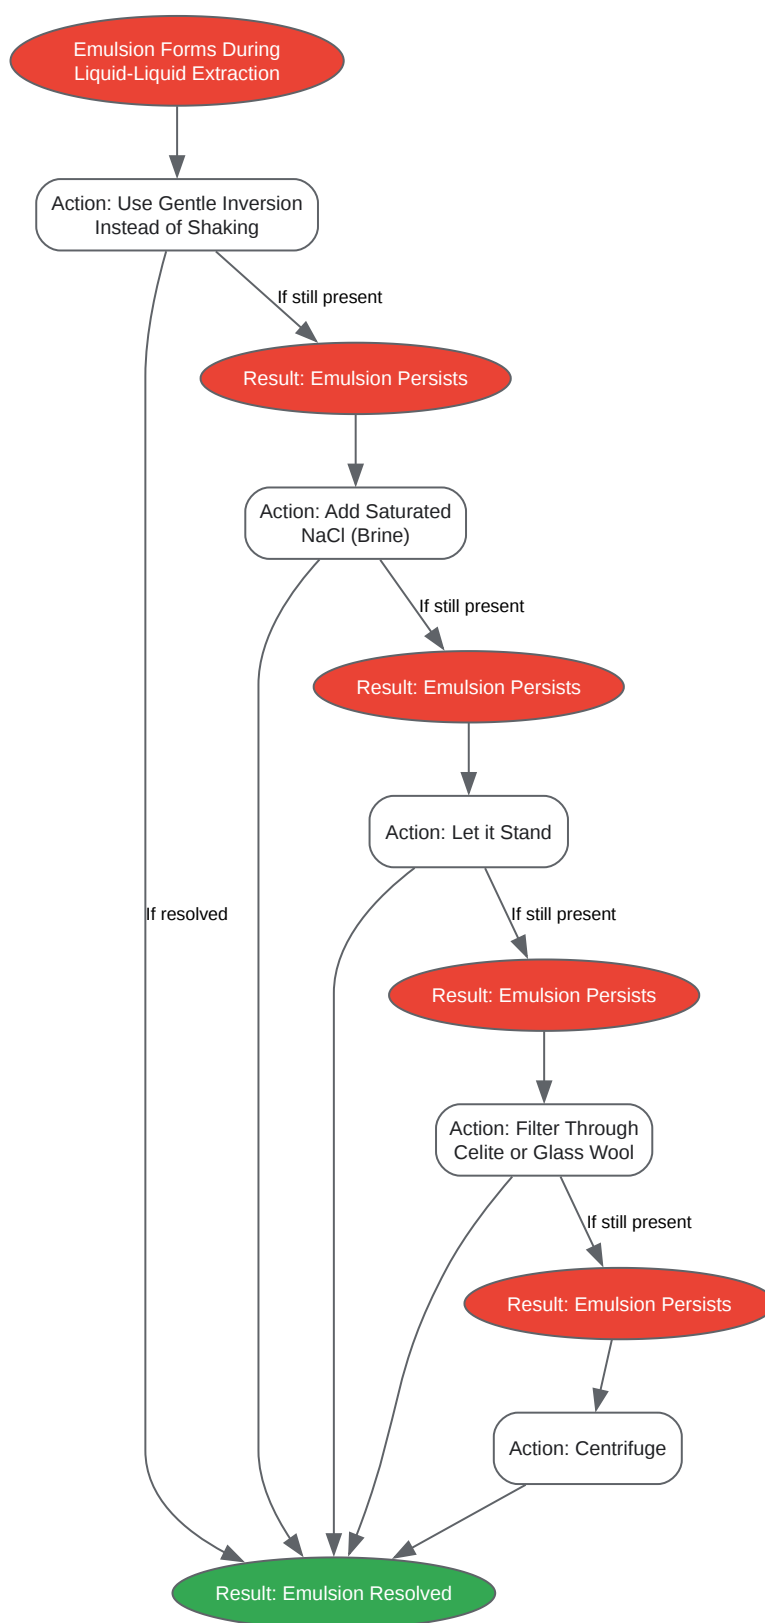 Emulsion Forms During
Liquid-Liquid Extraction
Action: Use Gentle Inversion
Instead of Shaking
If still present
Result: Emulsion Persists
Action: Add Saturated
NaCl (Brine)
If still present
Result: Emulsion Persists
Action: Let it Stand
If resolved
If still present
Result: Emulsion Persists
Action: Filter Through
Celite or Glass Wool
If still present
Result: Emulsion Persists
Action: Centrifuge
Result: Emulsion Resolved